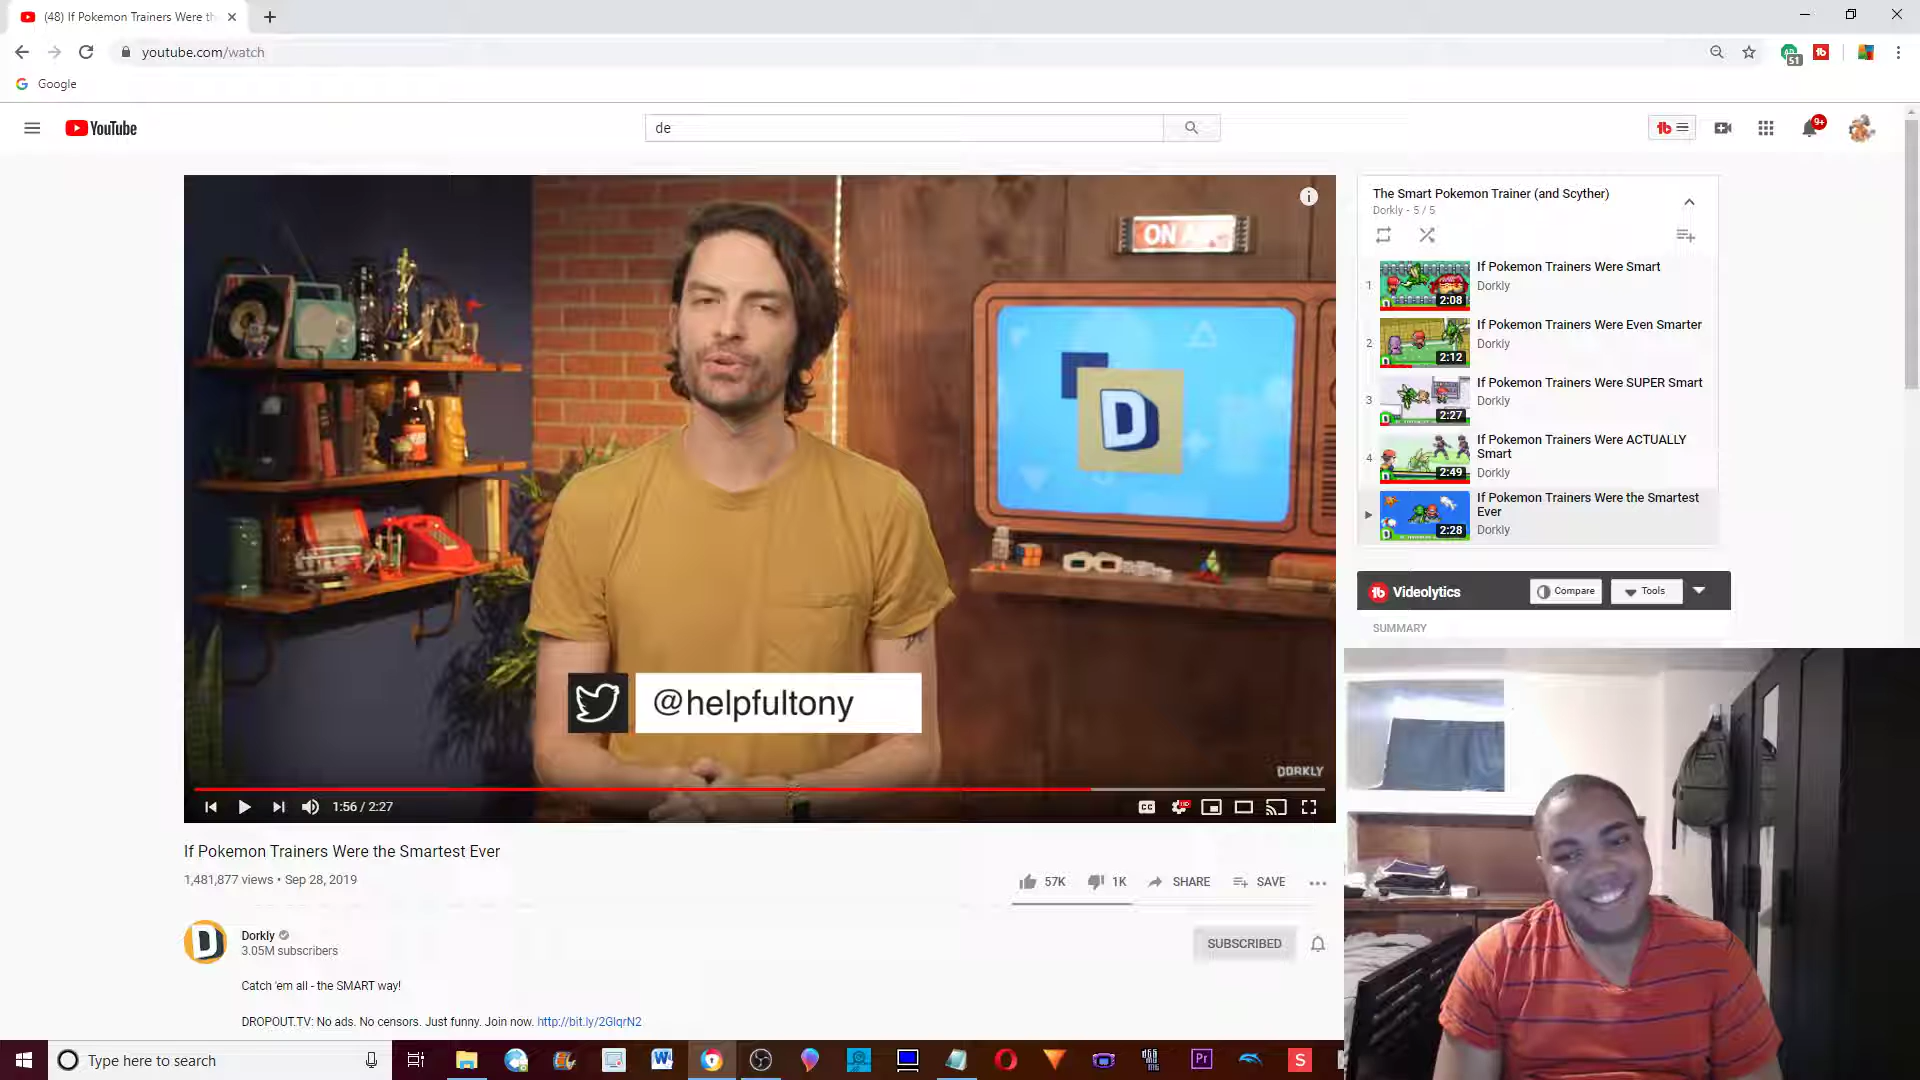 (48) If Pokemon Trainers Were th
youtube.com/watch
51
Google
YouTube
de
9+
ON
D
@helpfultony
DORKLY
1:56 / 2:27
CC
HD
The Smart Pokemon Trainer (and Scyther)
Dorkly - 5 / 5
1
If Pokemon Trainers Were Smart
Dorkly
2:08
2
If Pokemon Trainers Were Even Smarter
Dorkly
2:12
3
If Pokemon Trainers Were SUPER Smart
Dorkly
2:27
4
If Pokemon Trainers Were ACTUALLY
Smart
Dorkly
2:49
If Pokemon Trainers Were the Smartest
Ever
Dorkly
2:28
Videolytics
Compare
Tools
SUMMARY
If Pokemon Trainers Were the Smartest Ever
1,481,877 views • Sep 28, 2019
57K
1K
SHARE
SAVE
D
Dorkly
3.05M subscribers
SUBSCRIBED
Catch 'em all - the SMART way!
DROPOUT.TV: No ads. No censors. Just funny. Join now. http://bit.ly/2GlqrN2
Type here to search
W
Pr
S